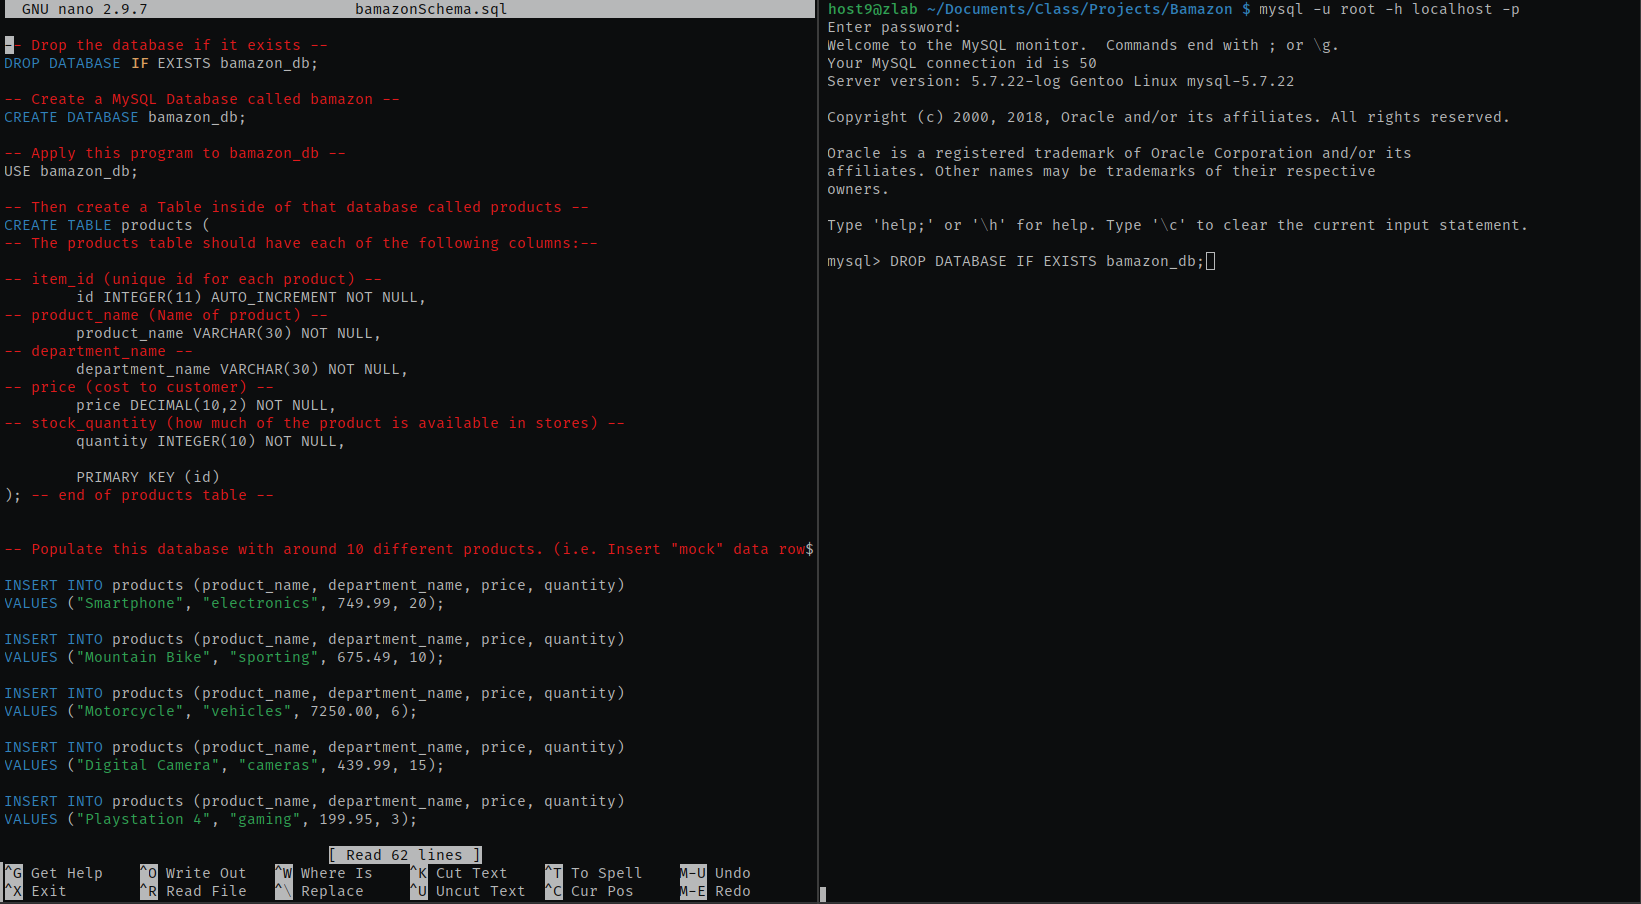 GNU nano 2.9.7 bamazonSchema.sql
-- Drop the database if it exists --
DROP DATABASE IF EXISTS bamazon_db;
-- Create a MySQL Database called bamazon --
CREATE DATABASE bamazon_db;
-- Apply this program to bamazon_db --
USE bamazon_db;
-- Then create a Table inside of that database called products --
CREATE TABLE products (
-- The products table should have each of the following columns:--
-- item_id (unique id for each product) --
id INTEGER(11) AUTO_INCREMENT NOT NULL,
-- product_name (Name of product) --
product_name VARCHAR(30) NOT NULL,
-- department_name --
department_name VARCHAR(30) NOT NULL,
-- price (cost to customer) --
price DECIMAL(10,2) NOT NULL,
-- stock_quantity (how much of the product is available in stores) --
quantity INTEGER(10) NOT NULL,
PRIMARY KEY (id)
); -- end of products table --
-- Populate this database with around 10 different products. (i.e. Insert "mock" data row$
INSERT INTO products (product_name, department_name, price, quantity)
VALUES ("Smartphone", "electronics", 749.99, 20);
INSERT INTO products (product_name, department_name, price, quantity)
VALUES ("Mountain Bike", "sporting", 675.49, 10);
INSERT INTO products (product_name, department_name, price, quantity)
VALUES ("Motorcycle", "vehicles", 7250.00, 6);
INSERT INTO products (product_name, department_name, price, quantity)
VALUES ("Digital Camera", "cameras", 439.99, 15);
INSERT INTO products (product_name, department_name, price, quantity)
VALUES ("Playstation 4", "gaming", 199.95, 3);
[ Read 62 lines ]
^G Get Help ^O Write Out ^W Where Is ^K Cut Text ^T To Spell M-U Undo
^X Exit ^R Read File ^\ Replace ^U Uncut Text ^C Cur Pos M-E Redo
host9@zlab ~/Documents/Class/Projects/Bamazon $ mysql -u root -h localhost -p
Enter password:
Welcome to the MySQL monitor.  Commands end with ; or \g.
Your MySQL connection id is 50
Server version: 5.7.22-log Gentoo Linux mysql-5.7.22
Copyright (c) 2000, 2018, Oracle and/or its affiliates. All rights reserved.
Oracle is a registered trademark of Oracle Corporation and/or its
affiliates. Other names may be trademarks of their respective
owners.
Type 'help;' or '\h' for help. Type '\c' to clear the current input statement.
mysql> DROP DATABASE IF EXISTS bamazon_db;